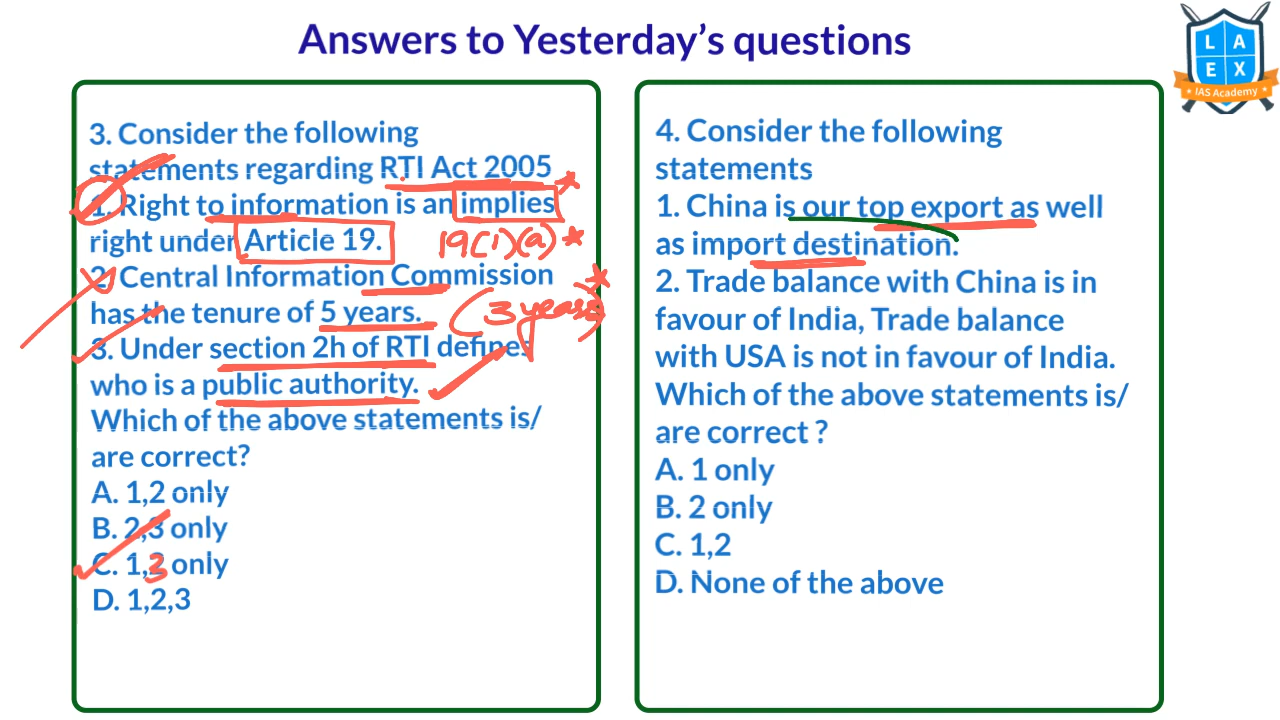 Answers to Yesterday's questions
L A
E X
IAS Academy
3. Consider the following
statements regarding RTI Act 2005
1. Right to information is an implies
right under Article 19.
19(1)(a)
2. Central Information Commission
has the tenure of 5 years.
(3 years)
3. Under section 2h of RTI defines
who is a public authority.
Which of the above statements is/
are correct?
A. 1,2 only
B. 2,3 only
C. 1,3 only
D. 1,2,3
4. Consider the following
statements
1. China is our top export as well
as import destination.
2. Trade balance with China is in
favour of India, Trade balance
with USA is not in favour of India.
Which of the above statements is/
are correct ?
A. 1 only
B. 2 only
C. 1,2
D. None of the above